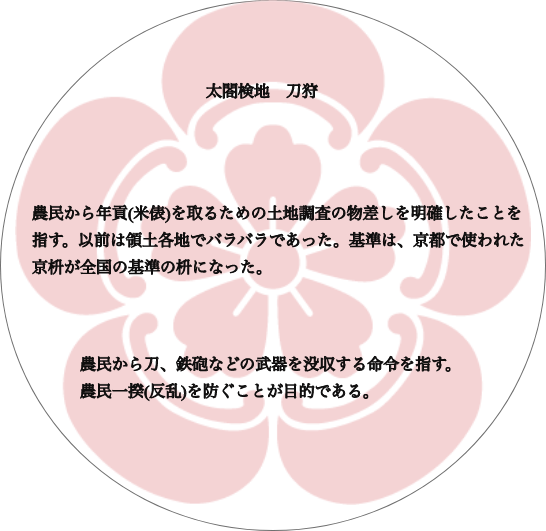 太閤検地　刀狩
農民から年貢(米俵)を取るための土地調査の物差しを明確したことを
指す。以前は領土各地でバラバラであった。基準は、京都で使われた
京枡が全国の基準の枡になった。
農民から刀、鉄砲などの武器を没収する命令を指す。
農民一揆(反乱)を防ぐことが目的である。